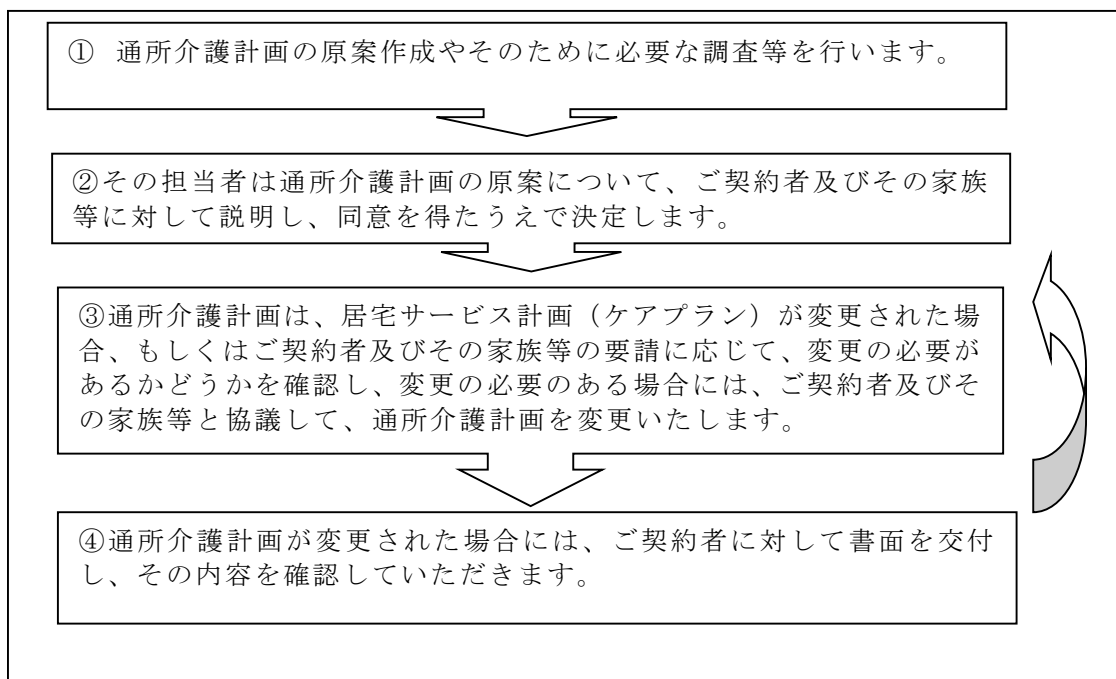 ① 通所介護計画の原案作成やそのために必要な調査等を行います。
②その担当者は通所介護計画の原案について、ご契約者及びその家族
等に対して説明し、同意を得たうえで決定します。
③通所介護計画は、居宅サービス計画（ケアプラン）が変更された場
合、もしくはご契約者及びその家族等の要請に応じて、変更の必要が
あるかどうかを確認し、変更の必要のある場合には、ご契約者及びそ
の家族等と協議して、通所介護計画を変更いたします。
④通所介護計画が変更された場合には、ご契約者に対して書面を交付
し、その内容を確認していただきます。